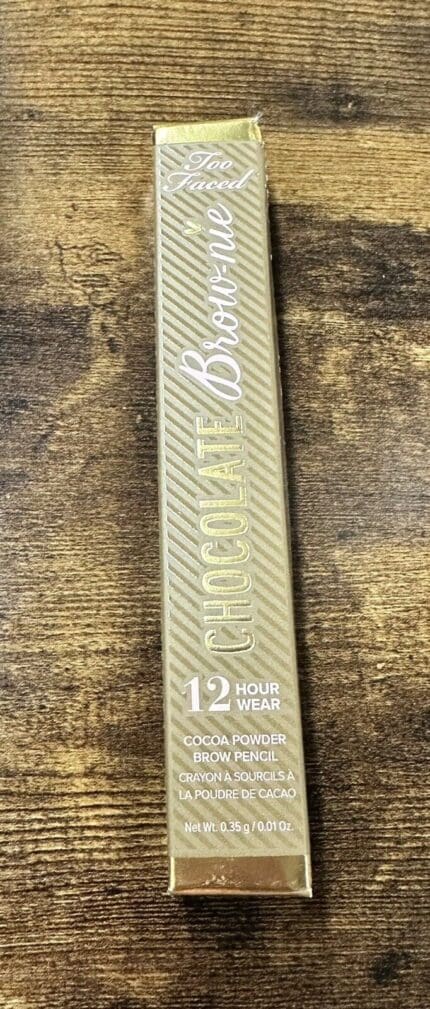 Too
Faced
CHOCOLATE Brow-nie
12 HOUR
WEAR
COCOA POWDER
BROW PENCIL
CRAYON À SOURCILS À
LA POUDRE DE CACAO
Net Wt. 0.35 g / 0.01 Oz.